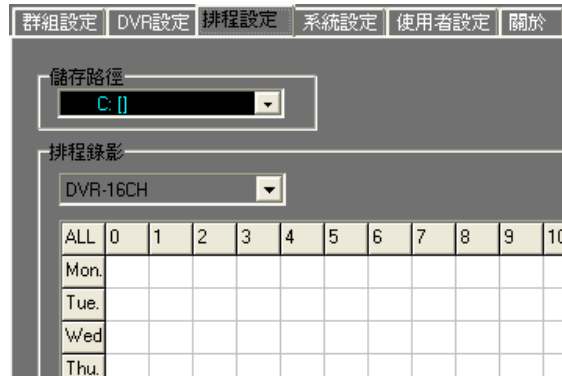 群組設定 DVR設定 排程設定 系統設定 使用者設定 關於
儲存路徑
C: []
排程錄影
DVR-16CH
ALL 0 1 2 3 4 5 6 7 8 9 10
Mon.
Tue.
Wed
Thu.